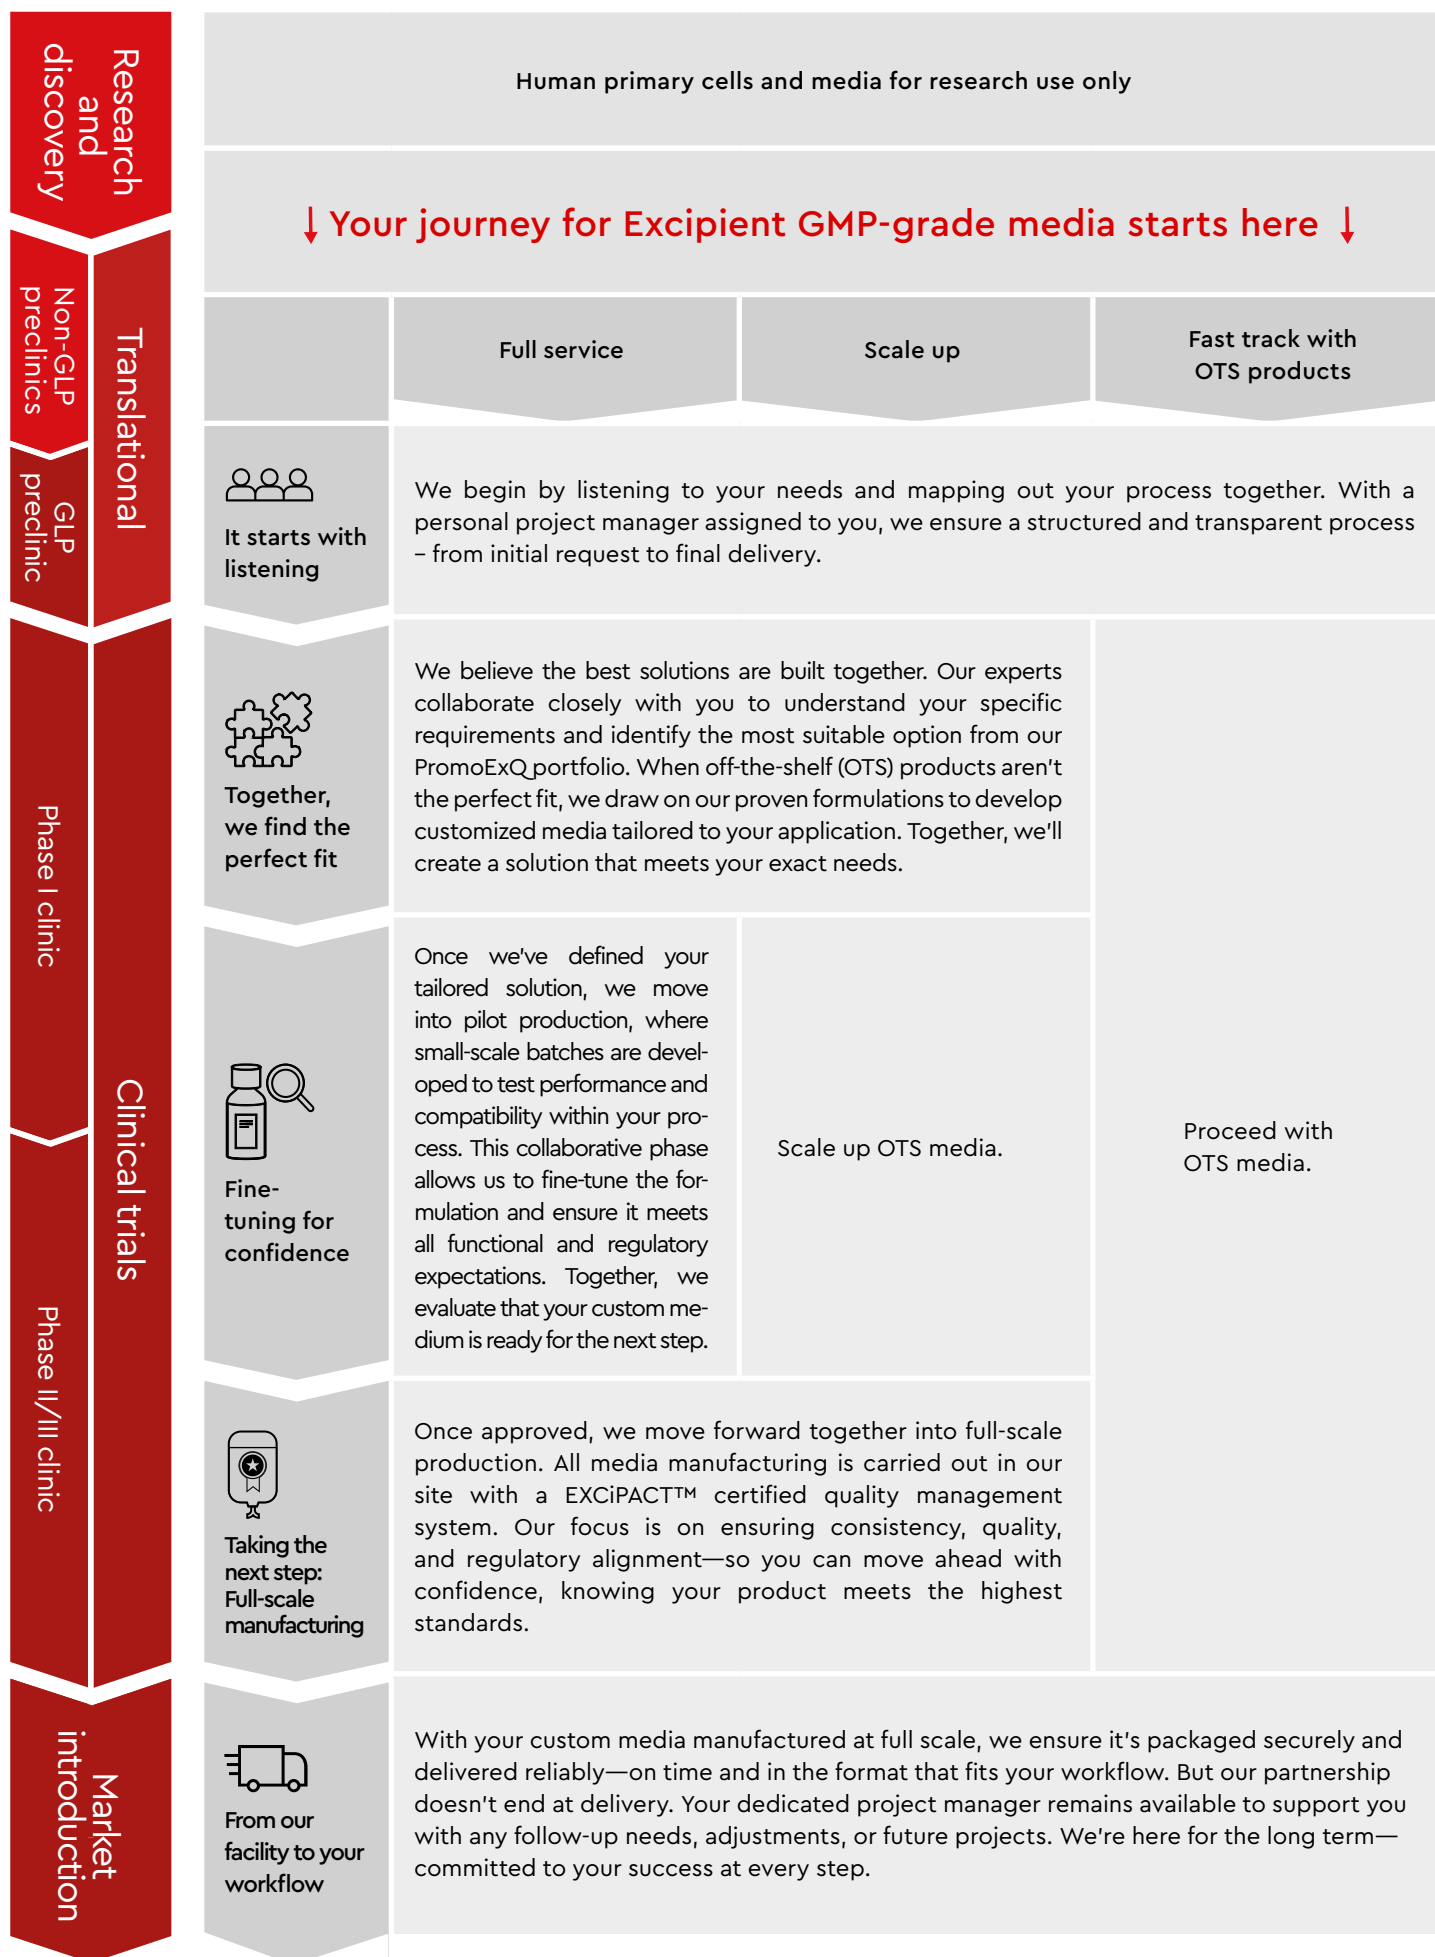 Research
and
discovery
Human primary cells and media for research use only
↓ Your journey for Excipient GMP-grade media starts here ↓
Non-GLP
preclinics
GLP
preclinic
Translational
Full service
Scale up
Fast track with
OTS products
It starts with
listening
We begin by listening to your needs and mapping out your process together. With a
personal project manager assigned to you, we ensure a structured and transparent process
– from initial request to final delivery.
Phase I clinic
Phase II/III clinic
Clinical trials
Together,
we find the
perfect fit
We believe the best solutions are built together. Our experts
collaborate closely with you to understand your specific
requirements and identify the most suitable option from our
PromoExQ portfolio. When off-the-shelf (OTS) products aren't
the perfect fit, we draw on our proven formulations to develop
customized media tailored to your application. Together, we'll
create a solution that meets your exact needs.
Fine-
tuning for
confidence
Once we've defined your
tailored solution, we move
into pilot production, where
small-scale batches are devel-
oped to test performance and
compatibility within your pro-
cess. This collaborative phase
allows us to fine-tune the for-
mulation and ensure it meets
all functional and regulatory
expectations. Together, we
evaluate that your custom me-
dium is ready for the next step.
Scale up OTS media.
Proceed with
OTS media.
Taking the
next step:
Full-scale
manufacturing
Once approved, we move forward together into full-scale
production. All media manufacturing is carried out in our
site with a EXCiPACT™ certified quality management
system. Our focus is on ensuring consistency, quality,
and regulatory alignment—so you can move ahead with
confidence, knowing your product meets the highest
standards.
Market
introduction
From our
facility to your
workflow
With your custom media manufactured at full scale, we ensure it's packaged securely and
delivered reliably—on time and in the format that fits your workflow. But our partnership
doesn't end at delivery. Your dedicated project manager remains available to support you
with any follow-up needs, adjustments, or future projects. We're here for the long term—
committed to your success at every step.